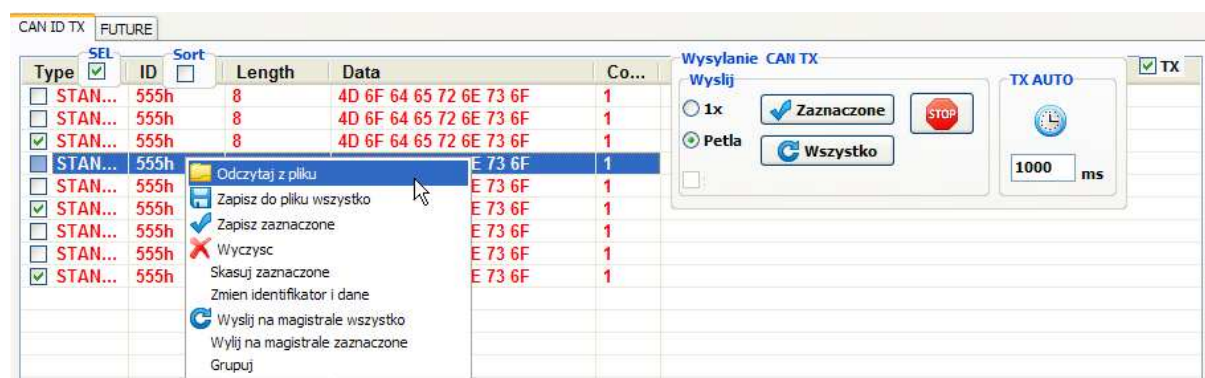 CAN ID TX FUTURE
SEL Sort
Type ID Length Data Co...
STAN... 555h 8 4D 6F 64 65 72 6E 73 6F 1
STAN... 555h 8 4D 6F 64 65 72 6E 73 6F 1
STAN... 555h 8 4D 6F 64 65 72 6E 73 6F 1
STAN... 555h E 73 6F 1
STAN... 555h E 73 6F 1
STAN... 555h E 73 6F 1
STAN... 555h E 73 6F 1
STAN... 555h E 73 6F 1
STAN... 555h E 73 6F 1
Odczytaj z pliku
Zapisz do pliku wszystko
Zapisz zaznaczone
Wyczysc
Skasuj zaznaczone
Zmien identifkator i dane
Wyslij na magistrale wszystko
Wylij na magistrale zaznaczone
Grupuj
Wysylanie CAN TX
Wyslij
1x Zaznaczone STOP
Petla Wszystko
TX AUTO
1000 ms
TX